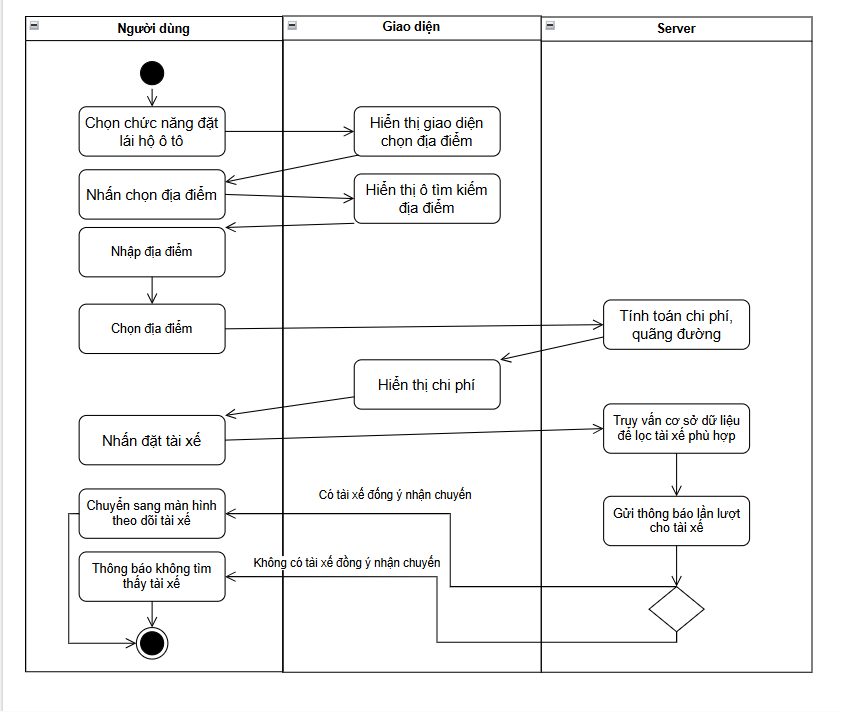 Người dùng
Giao diện
Server
Chọn chức năng đặt
lái hộ ô tô
Hiển thị giao diện
chọn địa điểm
Nhấn chọn địa điểm
Hiển thị ô tìm kiếm
địa điểm
Nhập địa điểm
Chọn địa điểm
Tính toán chi phí,
quãng đường
Hiển thị chi phí
Nhấn đặt tài xế
Truy vấn cơ sở dữ liệu
để lọc tài xế phù hợp
Có tài xế đồng ý nhận chuyến
Chuyển sang màn hình
theo dõi tài xế
Gửi thông báo lần lượt
cho tài xế
Không có tài xế đồng ý nhận chuyến
Thông báo không tìm
thấy tài xế